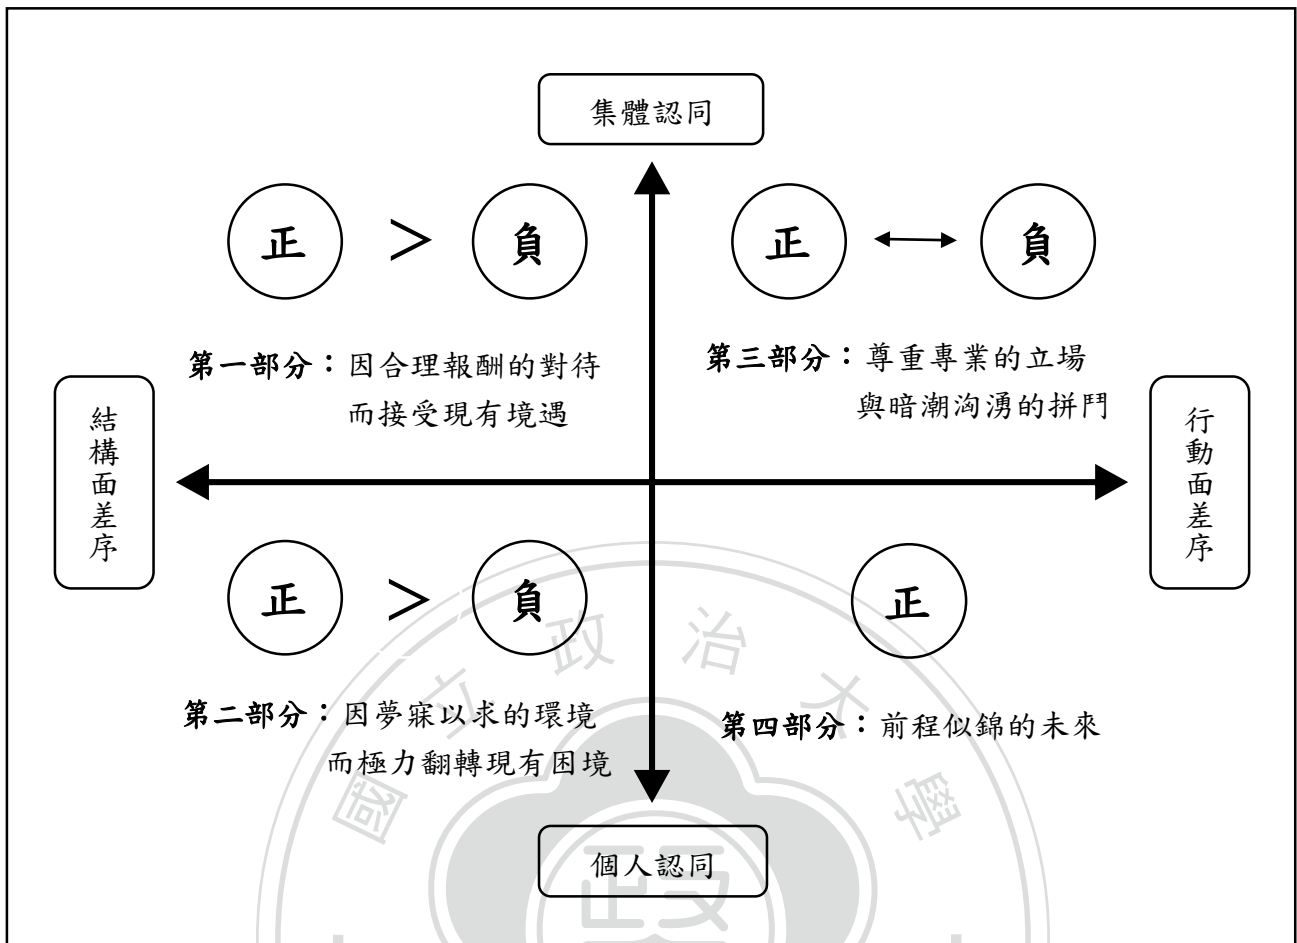 集體認同
正 > 負
正 負
第一部分：因合理報酬的對待
而接受現有境遇
第三部分：尊重專業的立場
與暗潮洶湧的拼鬥
結構面差序
行動面差序
正 > 負
正
第二部分：因夢寐以求的環境
而極力翻轉現有困境
第四部分：前程似錦的未來
個人認同
國立政治大學
政